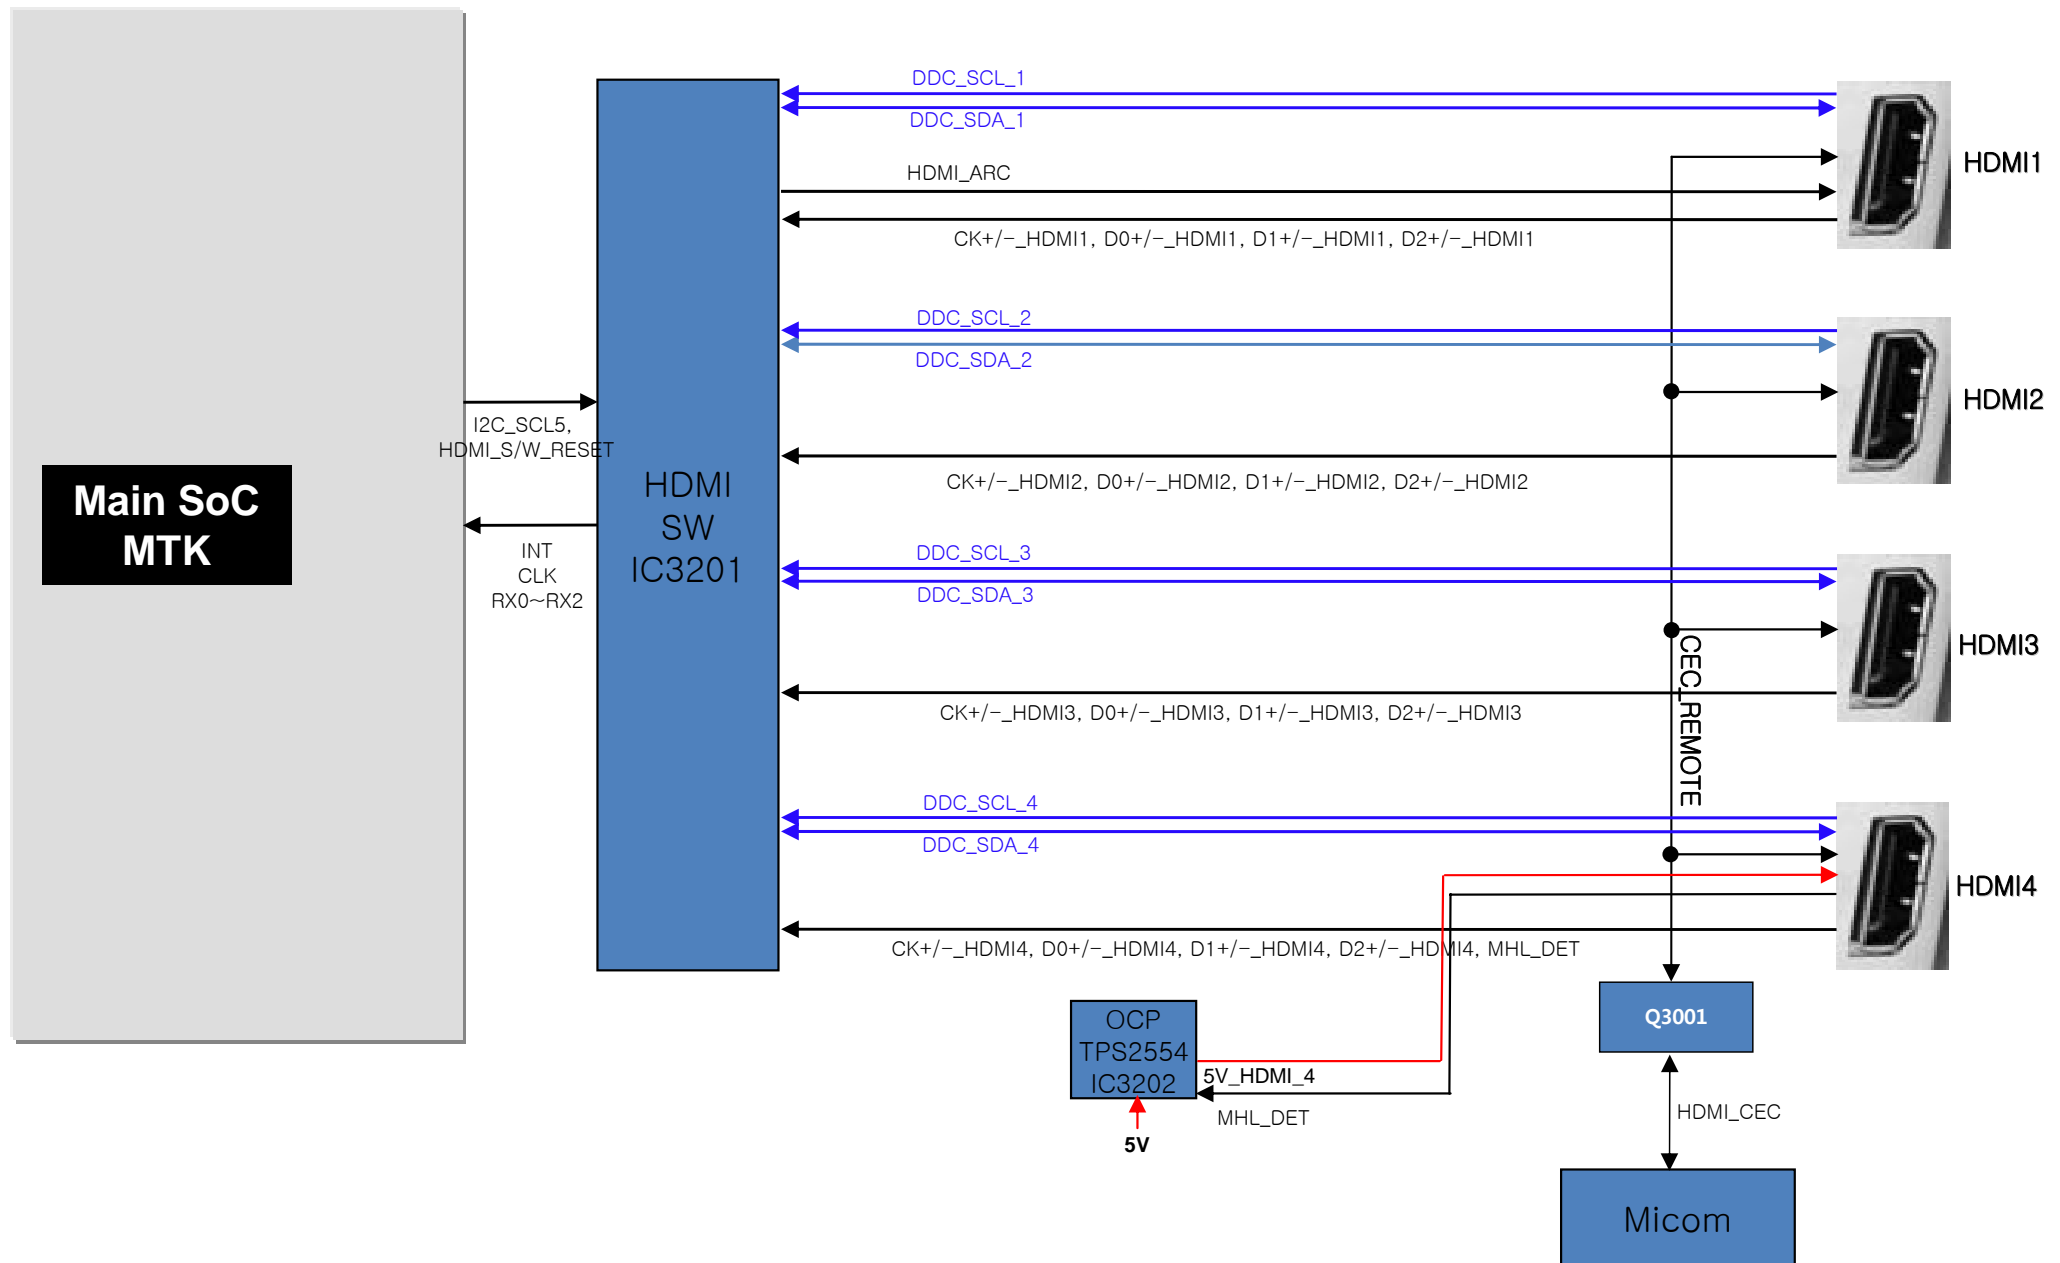 DDC_SCL_1
DDC_SDA_1
HDMI_ARC
HDMI1
CK+/-_HDMI1, D0+/-_HDMI1, D1+/-_HDMI1, D2+/-_HDMI1
DDC_SCL_2
DDC_SDA_2
HDMI2
I2C_SCL5,
HDMI_S/W_RESET
CK+/-_HDMI2, D0+/-_HDMI2, D1+/-_HDMI2, D2+/-_HDMI2
Main SoC
MTK
HDMI
SW
IC3201
INT
CLK
RX0~RX2
DDC_SCL_3
DDC_SDA_3
HDMI3
CEC_REMOTE
CK+/-_HDMI3, D0+/-_HDMI3, D1+/-_HDMI3, D2+/-_HDMI3
DDC_SCL_4
DDC_SDA_4
HDMI4
CK+/-_HDMI4, D0+/-_HDMI4, D1+/-_HDMI4, D2+/-_HDMI4, MHL_DET
OCP
TPS2554
IC3202
5V_HDMI_4
MHL_DET
5V
Q3001
HDMI_CEC
Micom